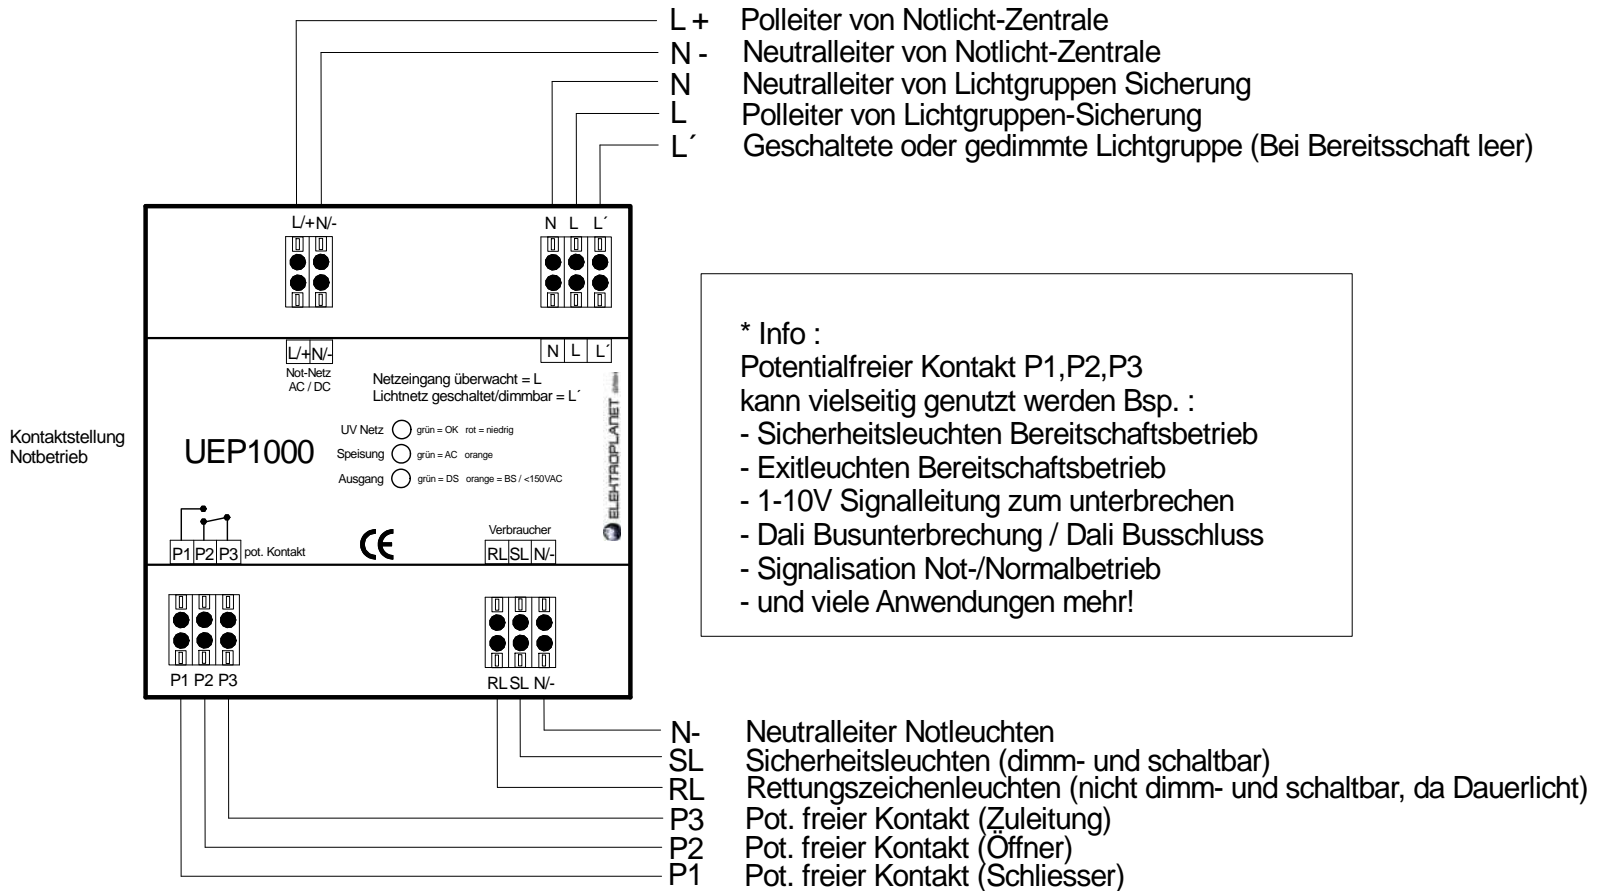 L + Polleiter von Notlicht-Zentrale
N - Neutralleiter von Notlicht-Zentrale
N Neutralleiter von Lichtgruppen Sicherung
L Polleiter von Lichtgruppen-Sicherung
L´ Geschaltete oder gedimmte Lichtgruppe (Bei Bereitsschaft leer)
L/+ N/-
N L L´
L/+ N/-
N L L´
Not-Netz
AC / DC
Netzeingang überwacht = L
Lichtnetz geschaltet/dimmbar = L´
Kontaktstellung
Notbetrieb
UEP1000
UV Netz grün = OK rot = niedrig
Speisung grün = AC orange
Ausgang grün = DS orange = BS / <150VAC
ELEKTROPLANET GMBH
P1 P2 P3 pot. Kontakt
CE
Verbraucher
RL SL N/-
P1 P2 P3
RL SL N/-
* Info :
Potentialfreier Kontakt P1,P2,P3
kann vielseitig genutzt werden Bsp. :
- Sicherheitsleuchten Bereitschaftsbetrieb
- Exitleuchten Bereitschaftsbetrieb
- 1-10V Signalleitung zum unterbrechen
- Dali Busunterbrechung / Dali Busschluss
- Signalisation Not-/Normalbetrieb
- und viele Anwendungen mehr!
N- Neutralleiter Notleuchten
SL Sicherheitsleuchten (dimm- und schaltbar)
RL Rettungszeichenleuchten (nicht dimm- und schaltbar, da Dauerlicht)
P3 Pot. freier Kontakt (Zuleitung)
P2 Pot. freier Kontakt (Öffner)
P1 Pot. freier Kontakt (Schliesser)